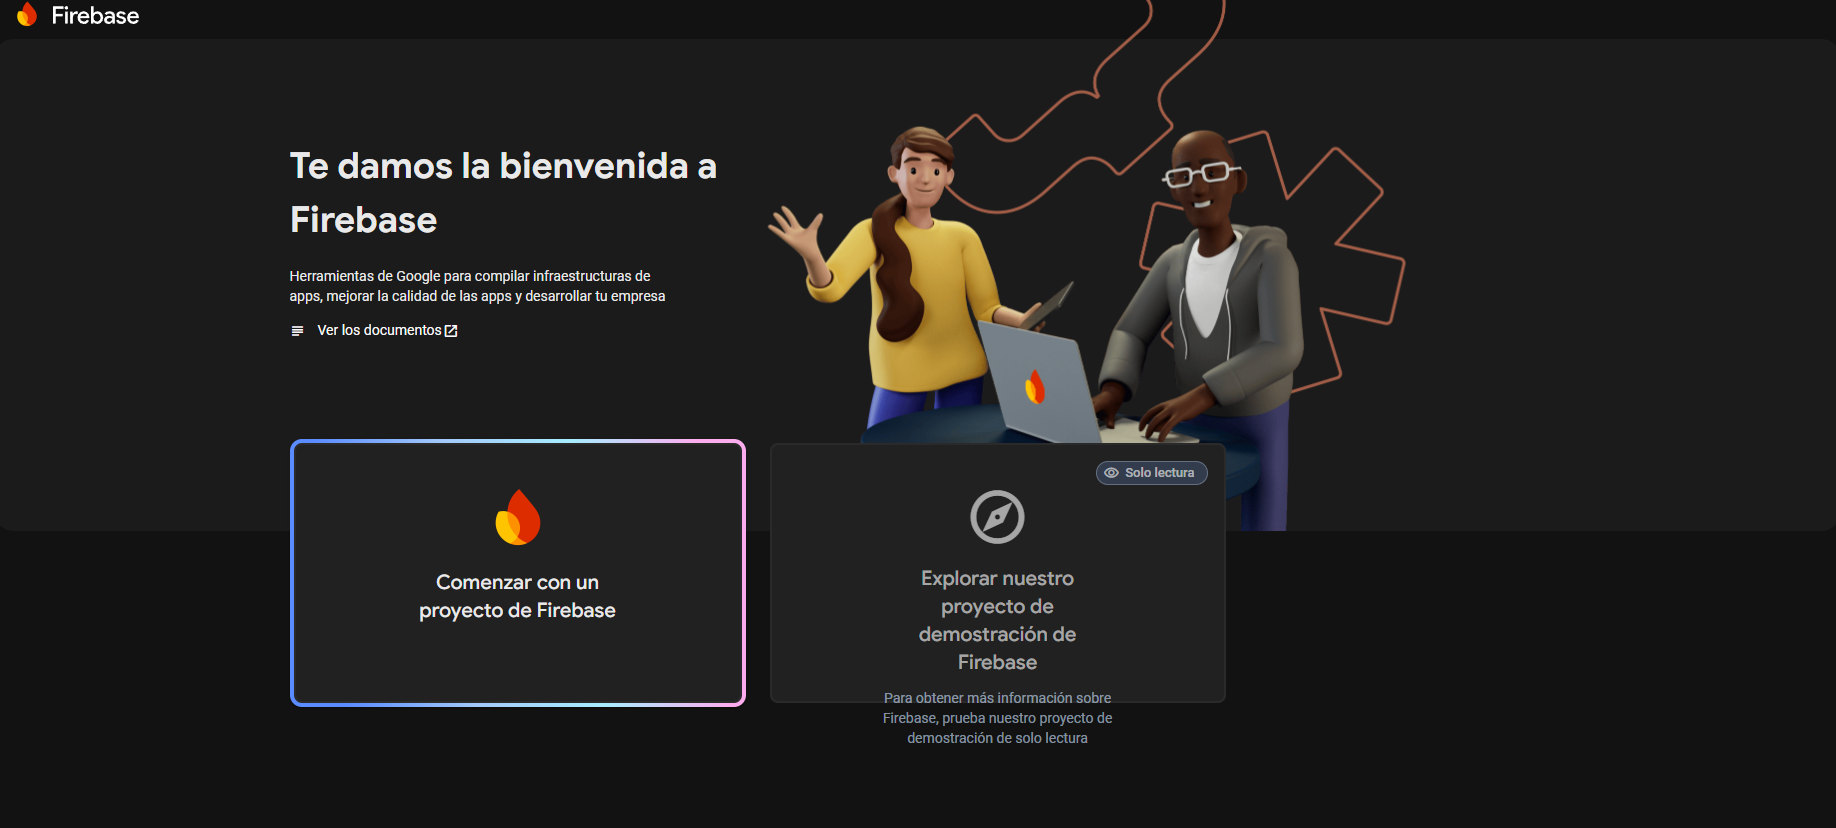 Firebase
Te damos la bienvenida a
Firebase
Herramientas de Google para compilar infraestructuras de
apps, mejorar la calidad de las apps y desarrollar tu empresa
Ver los documentos
Comenzar con un
proyecto de Firebase
Solo lectura
Explorar nuestro
proyecto de
demostración de
Firebase
Para obtener más información sobre
Firebase, prueba nuestro proyecto de
demostración de solo lectura